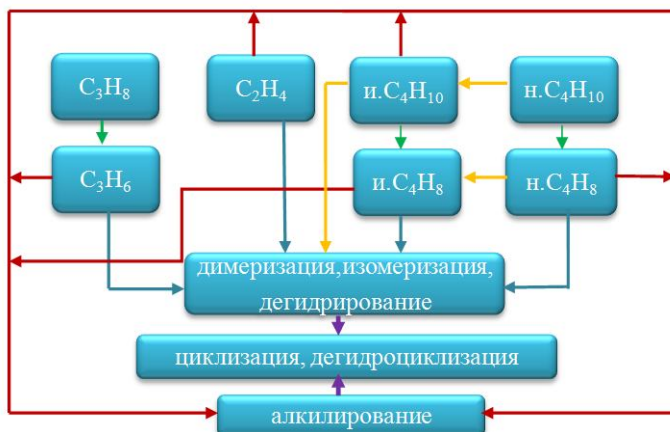 C₃H₈
C₂H₄
и.C₄H₁₀
н.C₄H₁₀
C₃H₆
и.C₄H₈
н.C₄H₈
димеризация,изомеризация,
дегидрирование
циклизация, дегидроциклизация
алкилирование